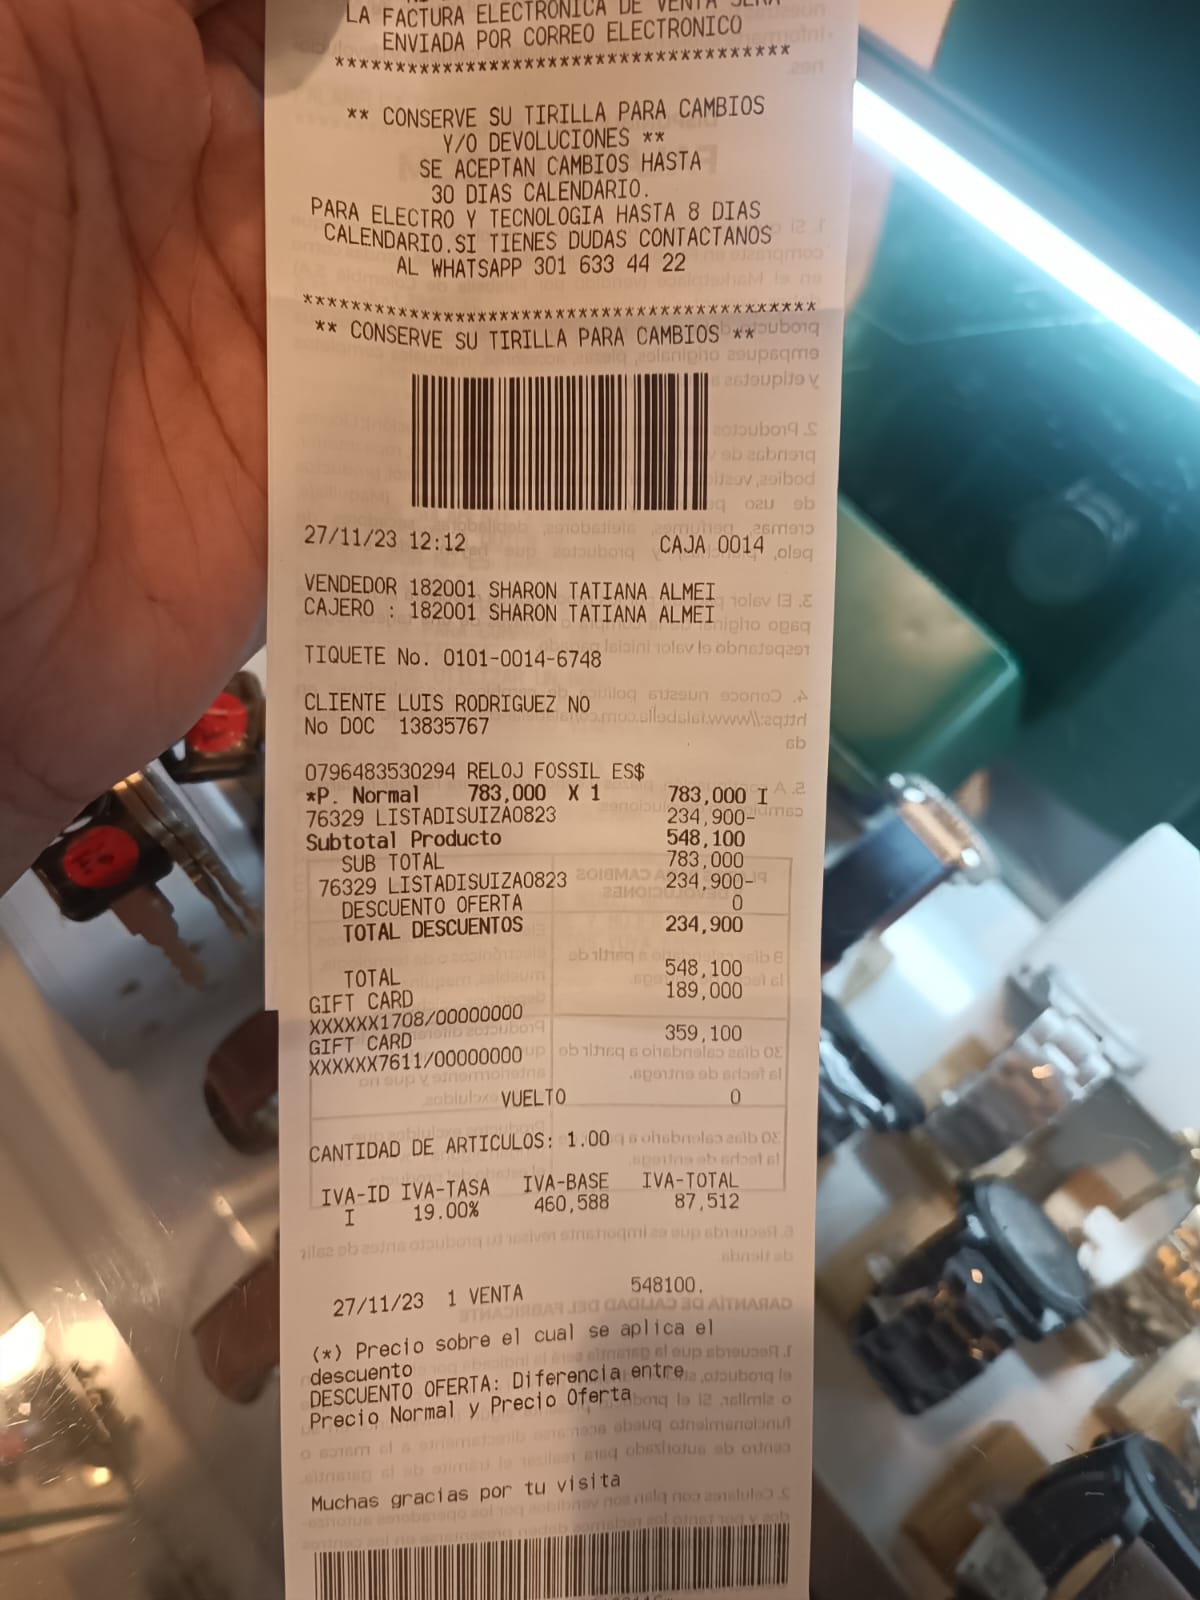 LA FACTURA ELECTRONICA DE VENTA SERA
ENVIADA POR CORREO ELECTRONICO
*************************************
** CONSERVE SU TIRILLA PARA CAMBIOS
Y/O DEVOLUCIONES **
SE ACEPTAN CAMBIOS HASTA
30 DIAS CALENDARIO.
PARA ELECTRO Y TECNOLOGIA HASTA 8 DIAS
CALENDARIO.SI TIENES DUDAS CONTACTANOS
AL WHATSAPP 301 633 44 22
******************************************
** CONSERVE SU TIRILLA PARA CAMBIOS **
27/11/23 12:12 CAJA 0014
VENDEDOR 182001 SHARON TATIANA ALMEI
CAJERO : 182001 SHARON TATIANA ALMEI
TIQUETE No. 0101-0014-6748
CLIENTE LUIS RODRIGUEZ NO
No DOC 13835767
0796483530294 RELOJ FOSSIL ES$
*P. Normal 783,000 X 1 783,000 I
76329 LISTADISUIZA0823 234,900-
Subtotal Producto 548,100
SUB TOTAL 783,000
76329 LISTADISUIZA0823 234,900-
DESCUENTO OFERTA 0
TOTAL DESCUENTOS 234,900
TOTAL 548,100
GIFT CARD 189,000
XXXXXX1708/00000000
GIFT CARD 359,100
XXXXXX7611/00000000
VUELTO 0
CANTIDAD DE ARTICULOS: 1.00
IVA-ID IVA-TASA IVA-BASE IVA-TOTAL
I 19.00% 460,588 87,512
27/11/23 1 VENTA 548100.
(*) Precio sobre el cual se aplica el
descuento
DESCUENTO OFERTA: Diferencia entre
Precio Normal y Precio Oferta
Muchas gracias por tu visita